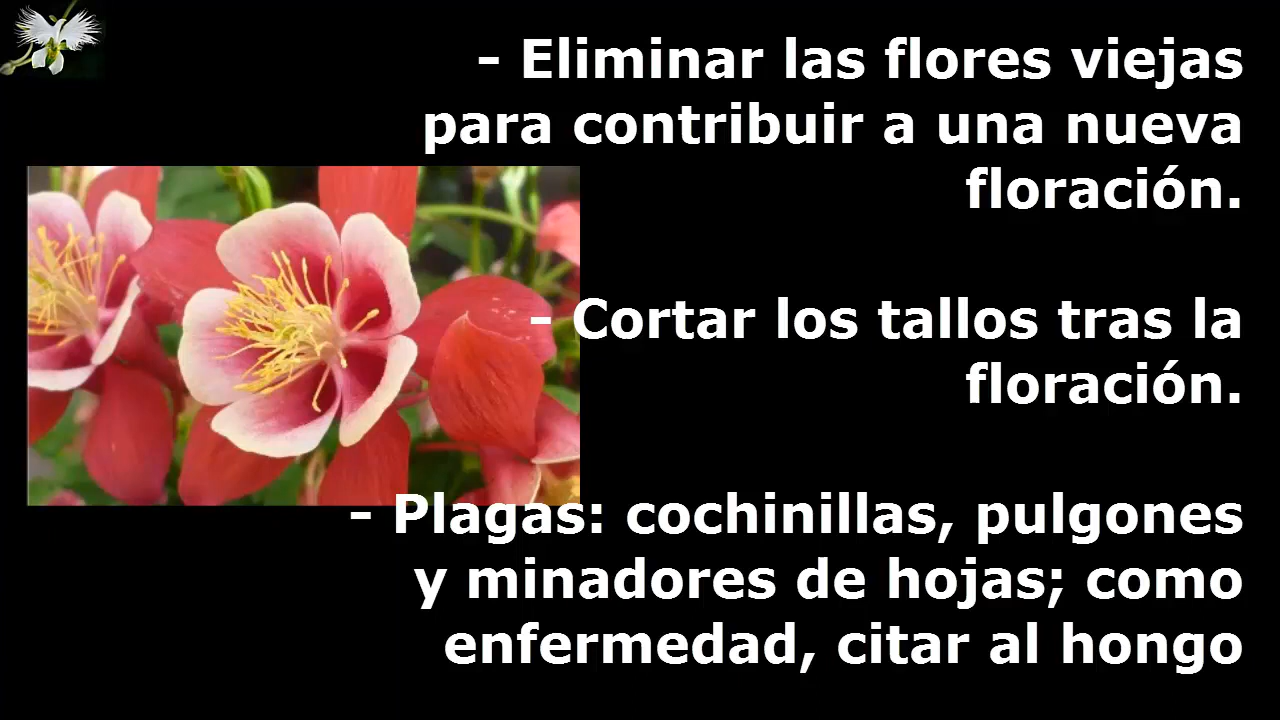 - Eliminar las flores viejas
para contribuir a una nueva
floración.
- Cortar los tallos tras la
floración.
- Plagas: cochinillas, pulgones
y minadores de hojas; como
enfermedad, citar al hongo